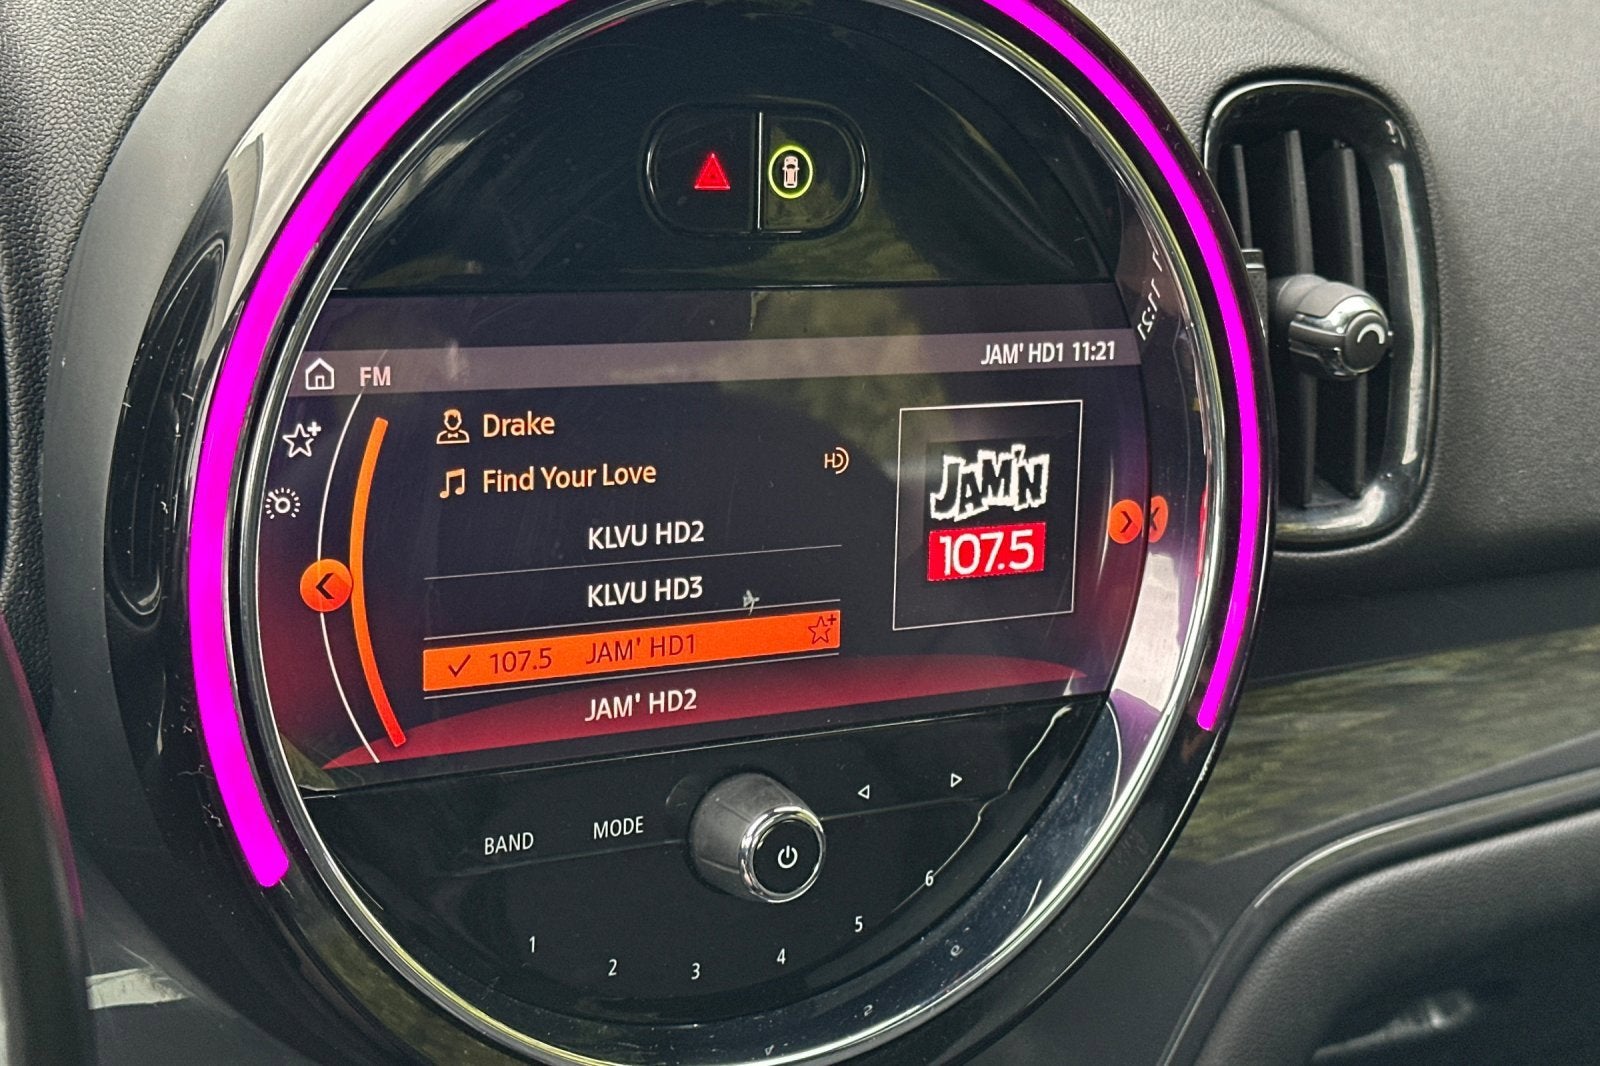 FM
JAM' HD1 11:21
Drake
Find Your Love
HD
KLVU HD2
KLVU HD3
107.5 JAM' HD1
JAM' HD2
JAM'N
107.5
BAND
MODE
1
2
3
4
5
6